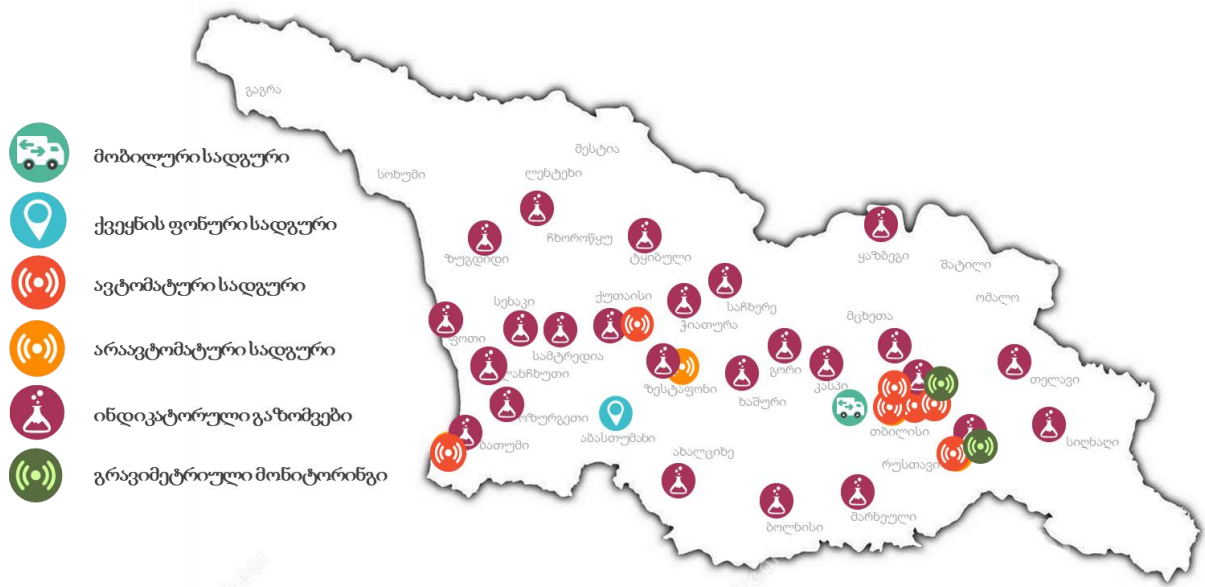 გაგრა
მობილური სადგური
მესტია
სოხუმი
ლენტეხი
ქვეყნის ფონური სადგური
ჩხოროწყუ
ზუგდიდი
ტყიბული
ყაზბეგი
შატილი
ავტომატური სადგური
სენაკი
ქუთაისი
საჩხერე
ომალო
ჭიათურა
მცხეთა
ფოთი
არაავტომატური სადგური
სამტრედია
ლანჩხუთი
ზესტაფონი
ხაშური
გორი
კასპი
თელავი
ინდიკატორული გაზომვები
ოზურგეთი
თბილისი
სიღნაღი
ბათუმი
აბასთუმანი
ახალციხე
რუსთავი
გრავიმეტრიული მონიტორინგი
ბოლნისი
მარნეული